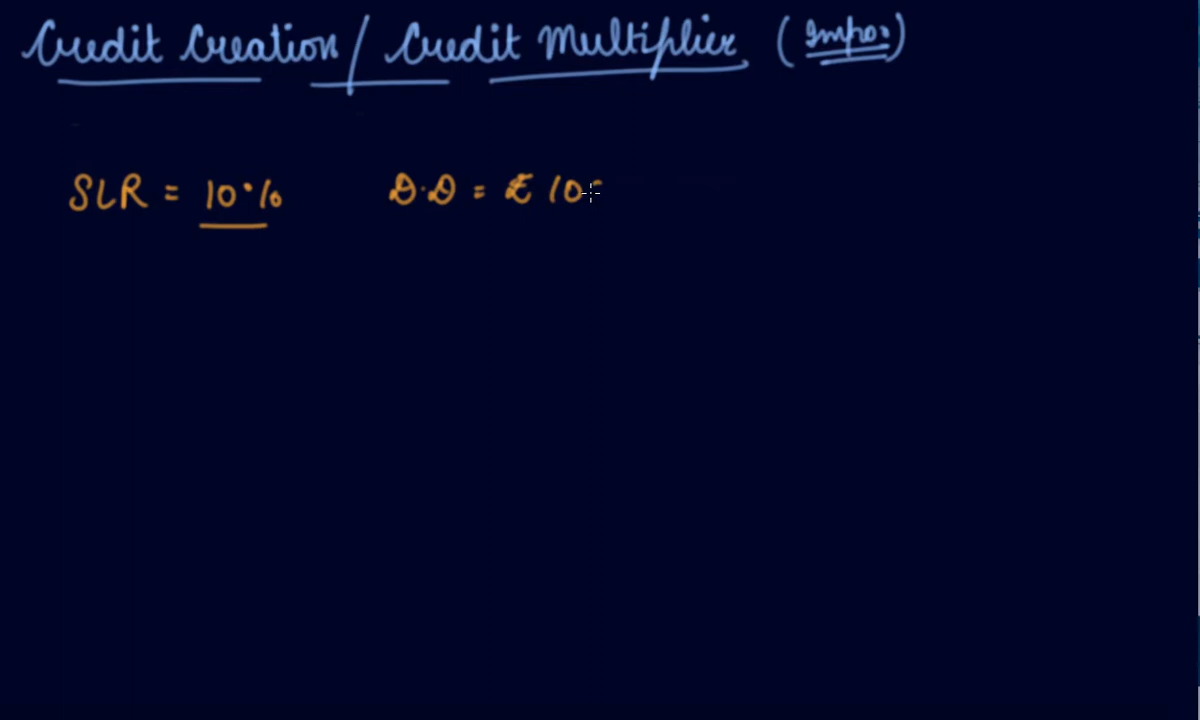 Credit Creation / Credit Multiplier (Impor)
SLR = 10% D.D = £ 10